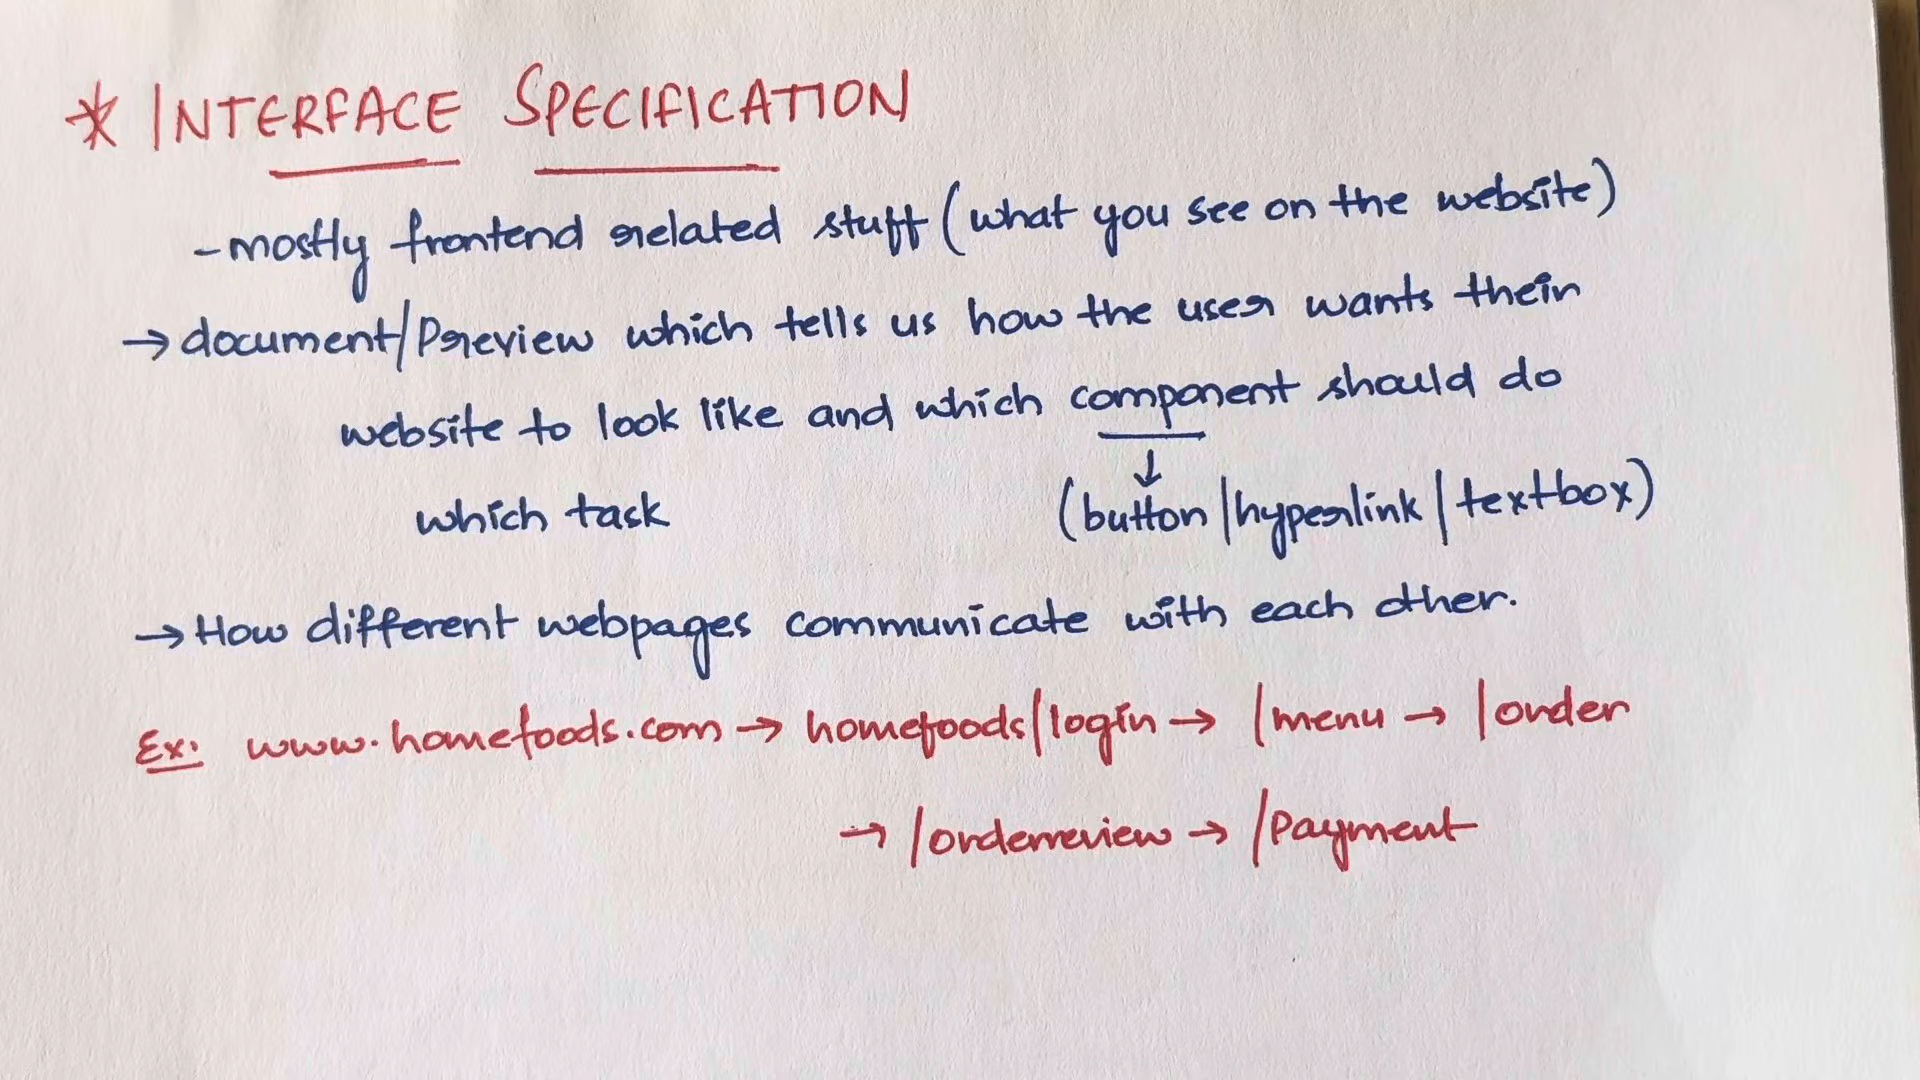 * INTERFACE SPECIFICATION
- mostly frontend related stuff (what you see on the website)
→ document/Preview which tells us how the user wants their
website to look like and which component should do
↓
which task (button/hyperlink/textbox)
→ How different webpages communicate with each other.
Ex: www.homefoods.com → homefoods/login → /menu → /order
→ /orderreview → /Payment